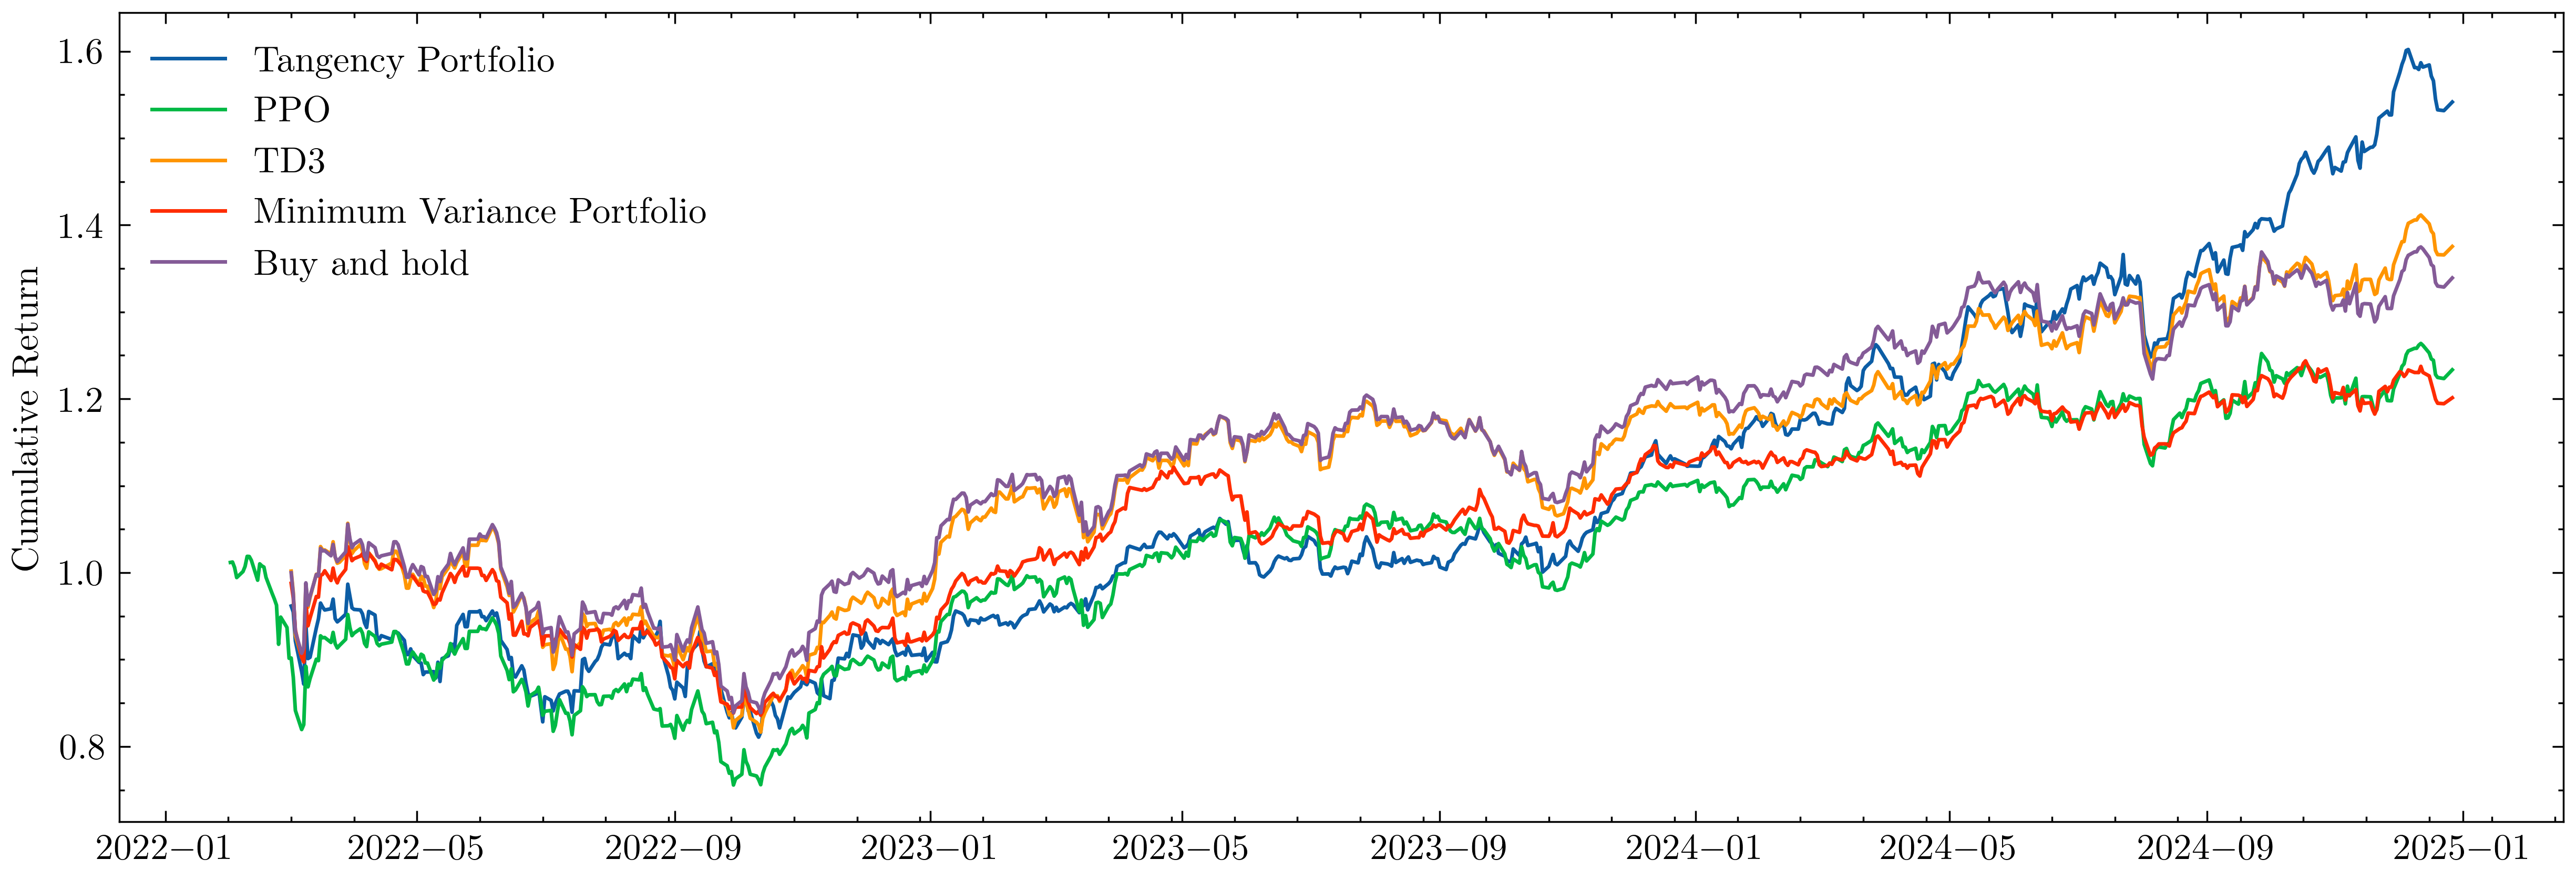 Cumulative Return
1.6
1.4
1.2
1.0
0.8
Tangency Portfolio
PPO
TD3
Minimum Variance Portfolio
Buy and hold
2022−01 2022−05 2022−09 2023−01 2023−05 2023−09 2024−01 2024−05 2024−09 2025−01